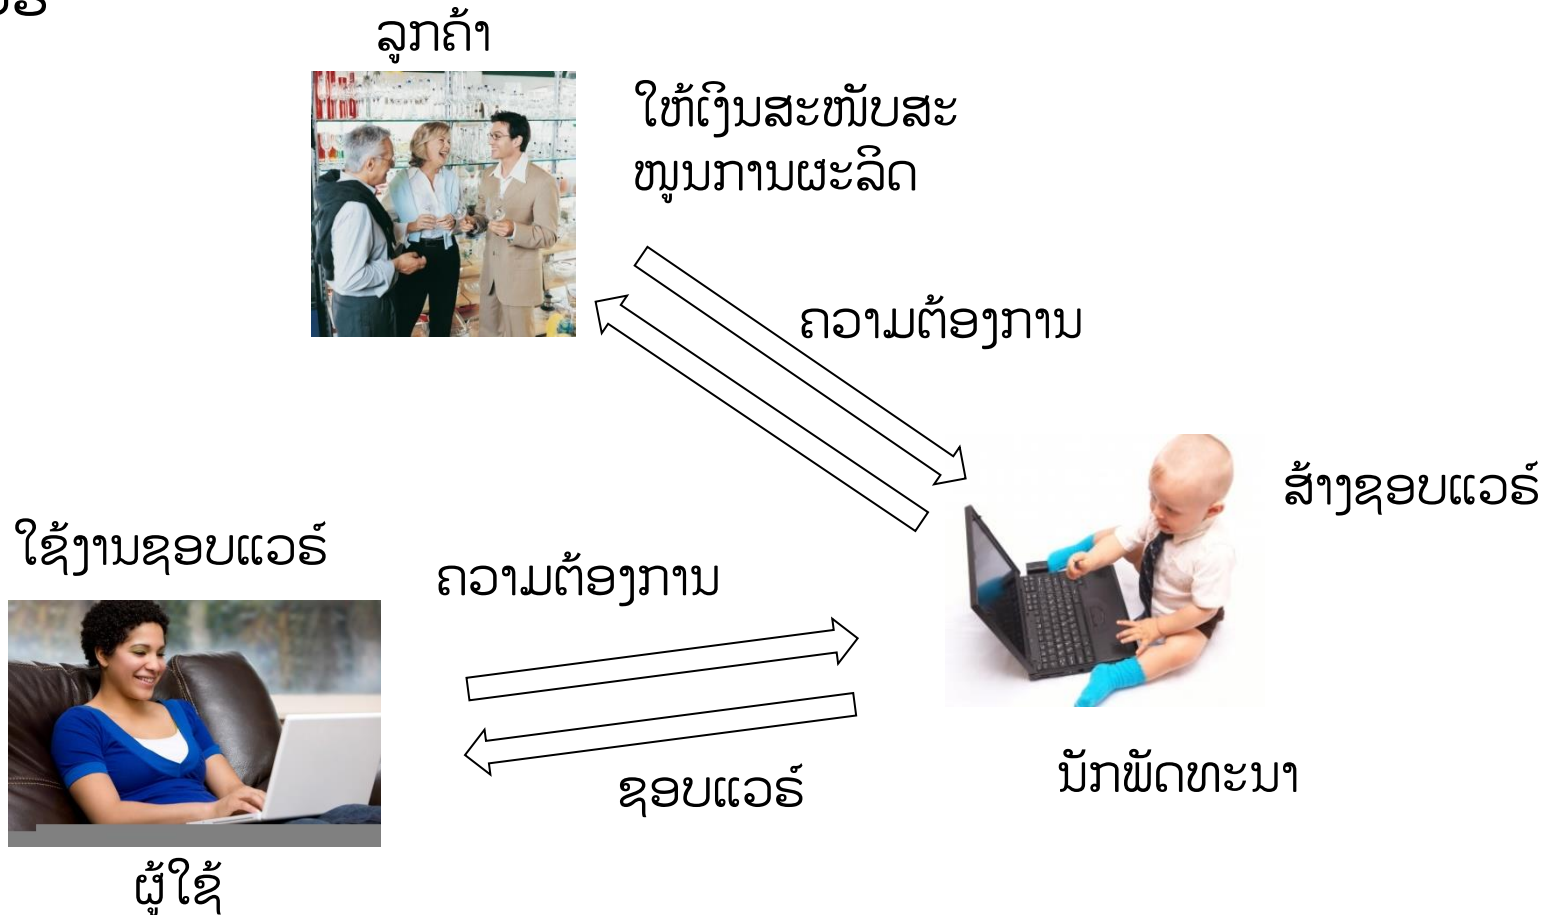 ລູກຄ້າ
ໃຫ້ເງິນສະໜັບສະ
ໜູນການຜະລິດ
ຄວາມຕ້ອງການ
ສ້າງຊອບແວຣ໌
ໃຊ້ງານຊອບແວຣ໌
ຄວາມຕ້ອງການ
ຊອບແວຣ໌
ນັກພັດທະນາ
ຜູ້ໃຊ້